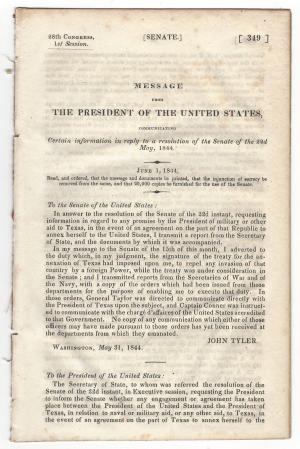 28th Congress,
1st Session.
[SENATE.]
[ 349 ]
MESSAGE
FROM
THE PRESIDENT OF THE UNITED STATES,
COMMUNICATING
Certain information in reply to a resolution of the Senate of the 22d
May, 1844.
June 1, 1844.
Read, and ordered, that the message and documents be printed, that the injunction of secrecy be
removed from the same, and that 20,000 copies be furnished for the use of the Senate.
To the Senate of the United States:
In answer to the resolution of the Senate of the 22d instant, requesting
information in regard to any promise by the President of military or other
aid to Texas, in the event of an agreement on the part of that Republic to
annex herself to the United States, I transmit a report from the Secretary
of State, and the documents by which it was accompanied.
In my message to the Senate of the 15th of this month, I adverted to
the duty which, in my judgment, the signature of the treaty for the an-
nexation of Texas had imposed upon me, to repel any invasion of that
country by a foreign Power, while the treaty was under consideration in
the Senate; and I transmitted reports from the Secretaries of War and of
the Navy, with a copy of the orders which had been issued from those
departments for the purpose of enabling me to execute that duty. In
those orders, General Taylor was directed to communicate directly with
the President of Texas upon the subject, and Captain Conner was instruct-
ed to communicate with the chargé d'affaires of the United States accredited
to that Government. No copy of any communication which either of those
officers may have made pursuant to those orders has yet been received at
the departments from which they emanated.
JOHN TYLER.
Washington, May 31, 1844.
To the President of the United States:
The Secretary of State, to whom was referred the resolution of the
Senate of the 22d instant, in Executive session, requesting the President to
inform the Senate whether any engagement or agreement has taken
place between the President of the United States and the President of
Texas, in relation to naval or military aid, or any other aid, to Texas, in
the event of an agreement on the part of Texas to annex herself to the